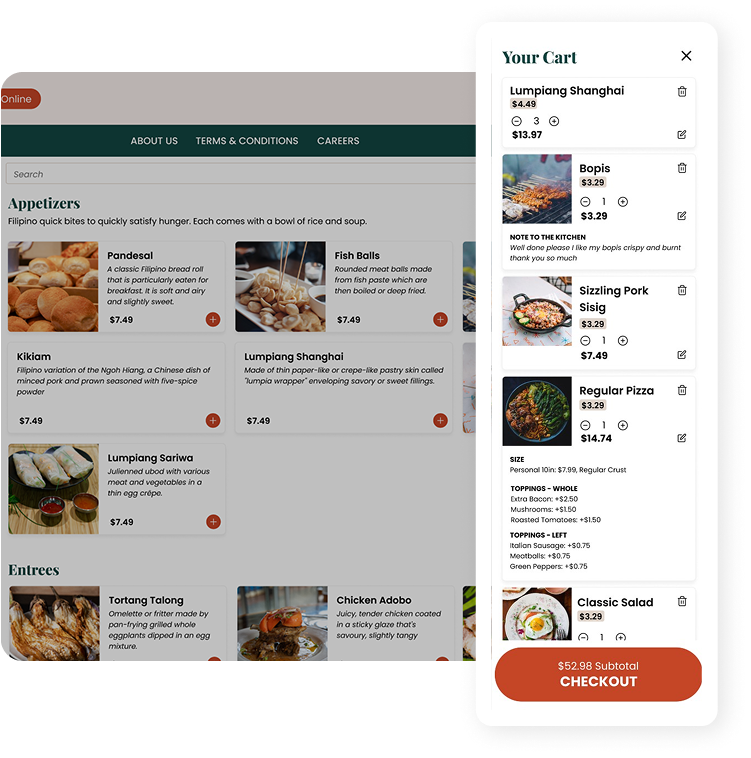 Online
ABOUT US TERMS & CONDITIONS CAREERS
Search
Appetizers
Filipino quick bites to quickly satisfy hunger. Each comes with a bowl of rice and soup.
Pandesal
A classic Filipino bread roll
that is particularly eaten for
breakfast. It is soft and airy
and slightly sweet.
$7.49
Fish Balls
Rounded meat balls made
from fish paste which are
then boiled or deep fried.
$7.49
Kikiam
Filipino variation of the Ngoh Hiang, a Chinese dish of
minced pork and prawn seasoned with five-spice
powder
$7.49
Lumpiang Shanghai
Made of thin paper-like or crepe-like pastry skin called
"lumpia wrapper" enveloping savory or sweet fillings.
$7.49
Lumpiang Sariwa
Julienned ubod with various
meat and vegetables in a
thin egg crêpe.
$7.49
Entrees
Tortang Talong
Omelette or fritter made by
pan-frying grilled whole
eggplants dipped in an egg
mixture.
Chicken Adobo
Juicy, tender chicken coated
in a sticky glaze that's
savoury, slightly tangy
Your Cart
Lumpiang Shanghai
$4.49
3
$13.97
Bopis
$3.29
1
$3.29
NOTE TO THE KITCHEN
Well done please I like my bopis crispy and burnt
thank you so much
Sizzling Pork
Sisig
$3.29
1
$7.49
Regular Pizza
$3.29
1
$14.74
SIZE
Personal 10in: $7.99, Regular Crust
TOPPINGS - WHOLE
Extra Bacon: +$2.50
Mushrooms: +$1.50
Roasted Tomatoes: +$1.50
TOPPINGS - LEFT
Italian Sausage: +$0.75
Meatballs: +$0.75
Green Peppers: +$0.75
Classic Salad
$3.29
1
$52.98 Subtotal
CHECKOUT